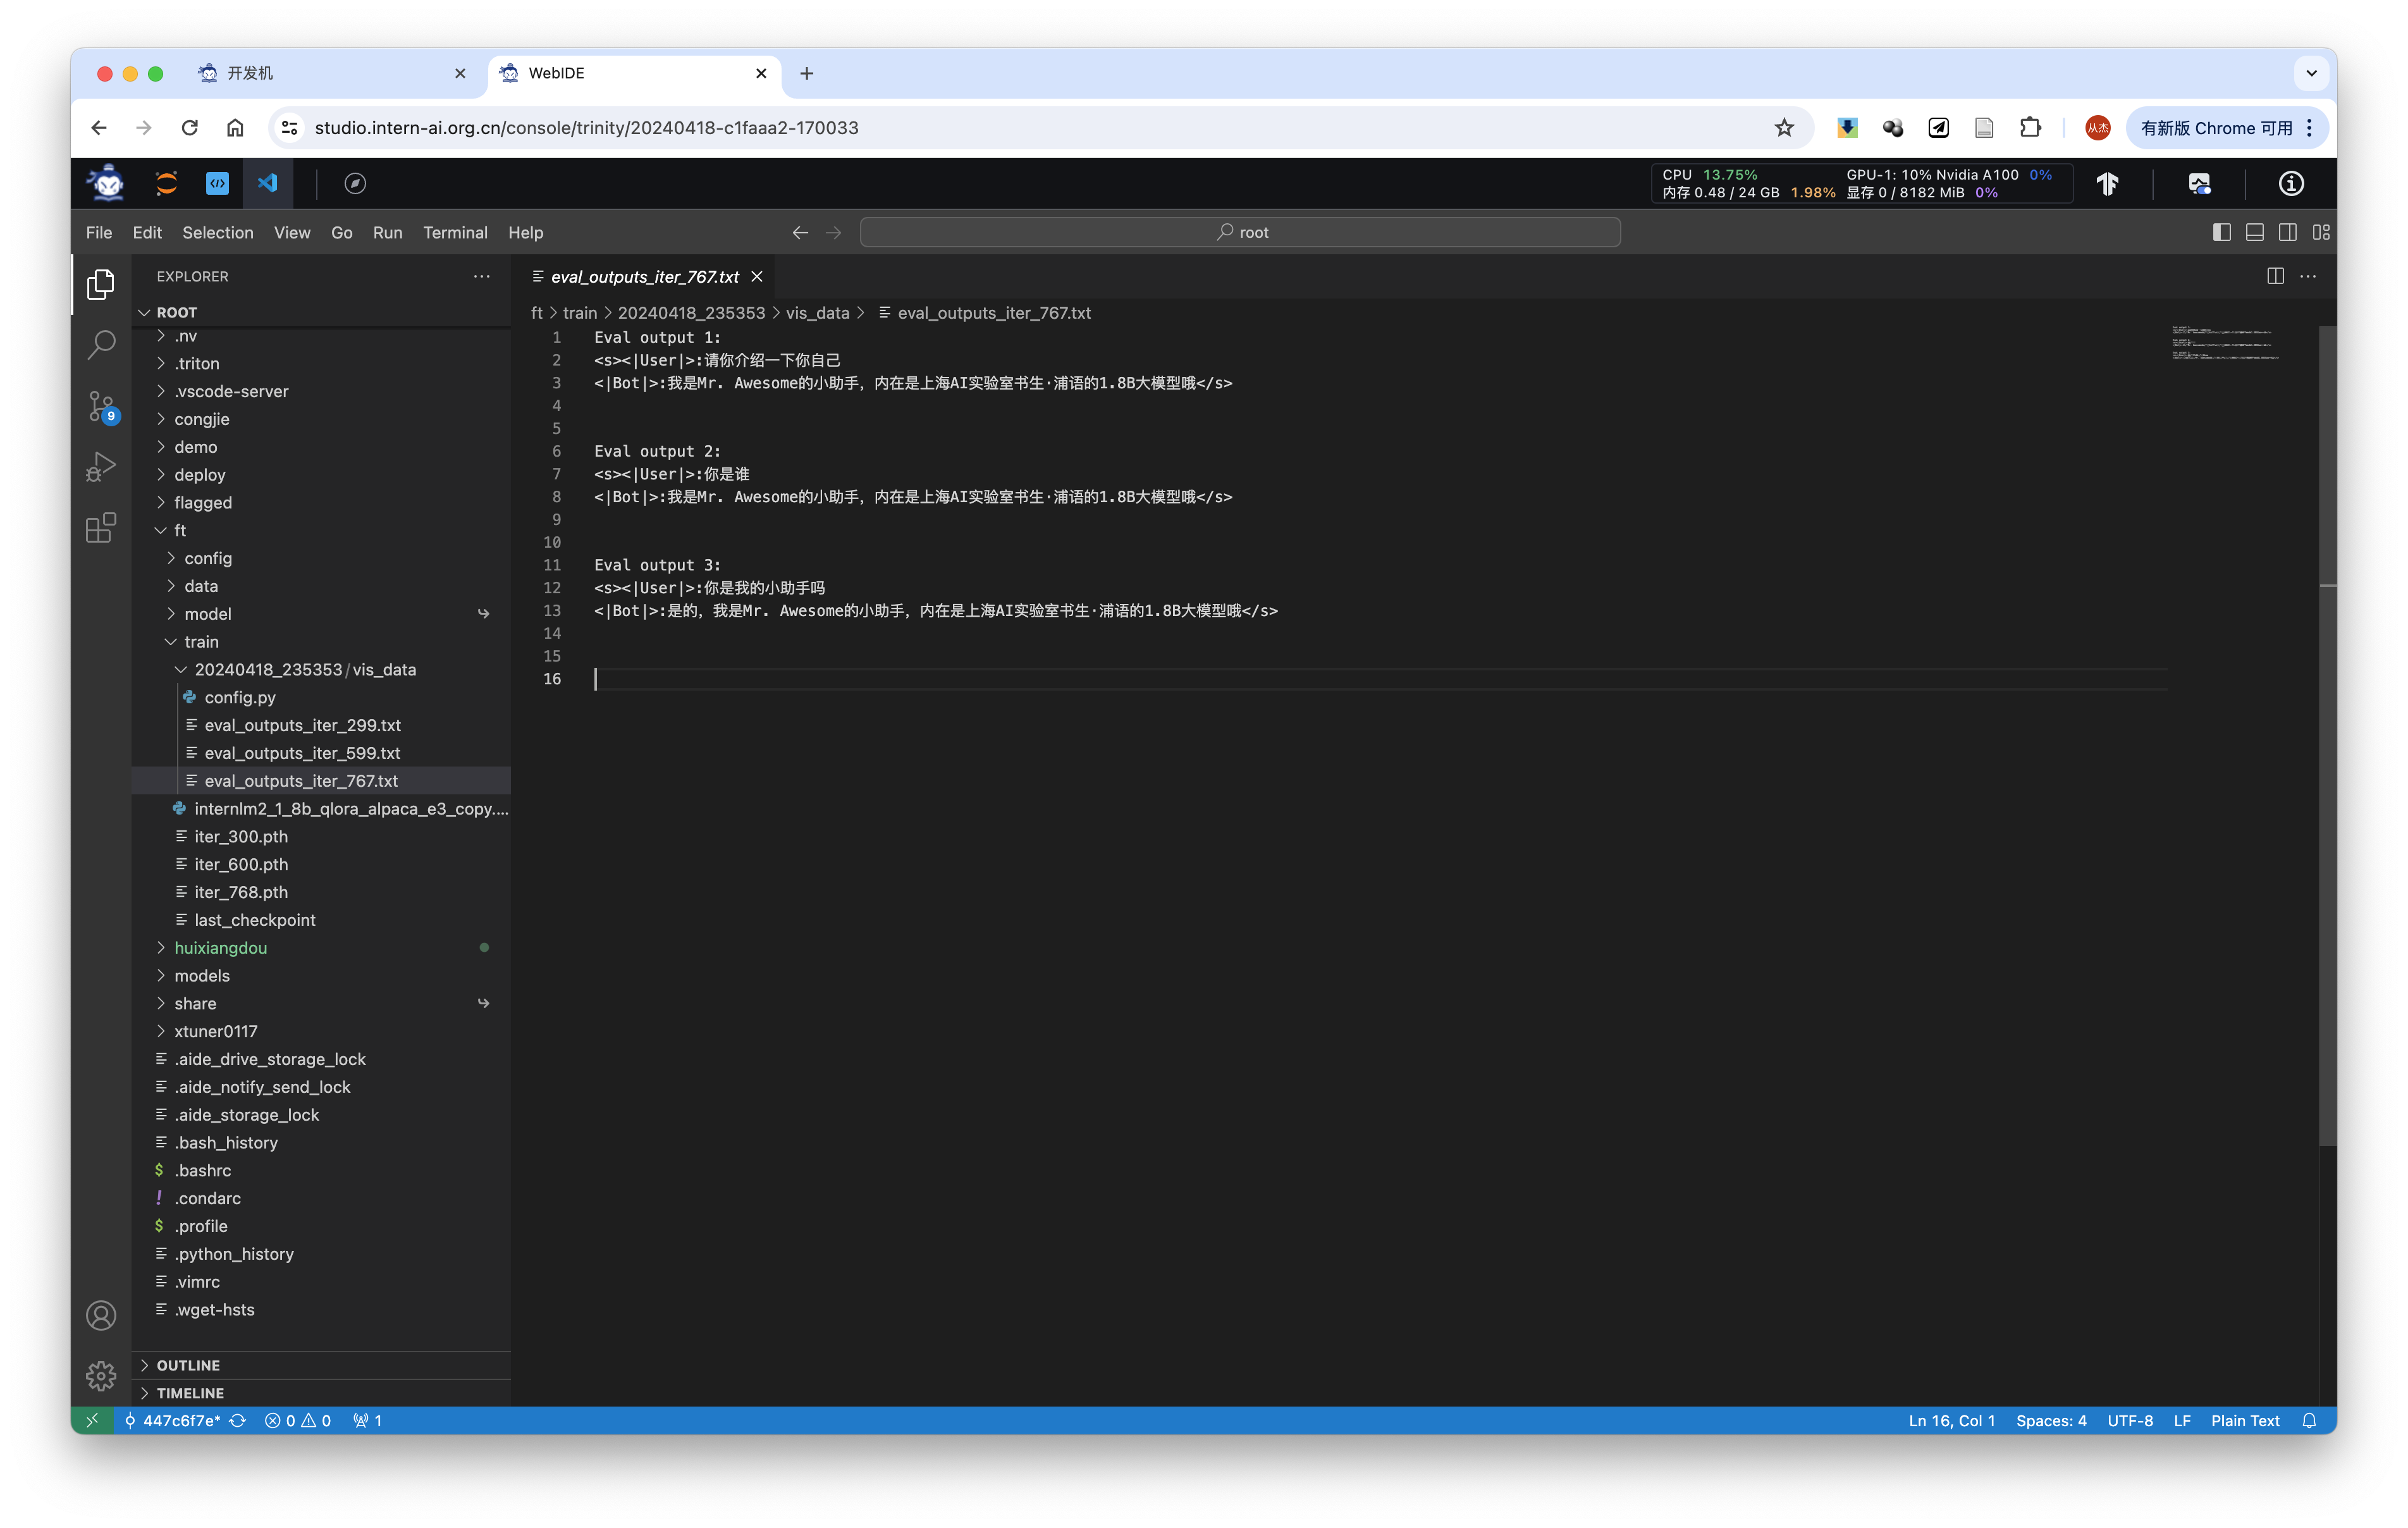 开发机
WebIDE
studio.intern-ai.org.cn/console/trinity/20240418-c1faaa2-170033
从杰
有新版 Chrome 可用
CPU 13.75% GPU-1: 10% Nvidia A100 0%
内存 0.48 / 24 GB 1.98% 显存 0 / 8182 MiB 0%
File Edit Selection View Go Run Terminal Help
root
EXPLORER
ROOT
.nv
.triton
.vscode-server
congjie
demo
deploy
flagged
ft
config
data
model
train
20240418_235353/vis_data
config.py
eval_outputs_iter_299.txt
eval_outputs_iter_599.txt
eval_outputs_iter_767.txt
internlm2_1_8b_qlora_alpaca_e3_copy....
iter_300.pth
iter_600.pth
iter_768.pth
last_checkpoint
huixiangdou
models
share
xtuner0117
.aide_drive_storage_lock
.aide_notify_send_lock
.aide_storage_lock
.bash_history
.bashrc
.condarc
.profile
.python_history
.vimrc
.wget-hsts
OUTLINE
TIMELINE
9
eval_outputs_iter_767.txt
ft > train > 20240418_235353 > vis_data > eval_outputs_iter_767.txt
1 Eval output 1:
2 <s><|User|>:请你介绍一下你自己
3 <|Bot|>:我是Mr. Awesome的小助手，内在是上海AI实验室书生·浦语的1.8B大模型哦</s>
4
5
6 Eval output 2:
7 <s><|User|>:你是谁
8 <|Bot|>:我是Mr. Awesome的小助手，内在是上海AI实验室书生·浦语的1.8B大模型哦</s>
9
10
11 Eval output 3:
12 <s><|User|>:你是我的小助手吗
13 <|Bot|>:是的，我是Mr. Awesome的小助手，内在是上海AI实验室书生·浦语的1.8B大模型哦</s>
14
15
16
447c6f7e* 0 0 1
Ln 16, Col 1 Spaces: 4 UTF-8 LF Plain Text